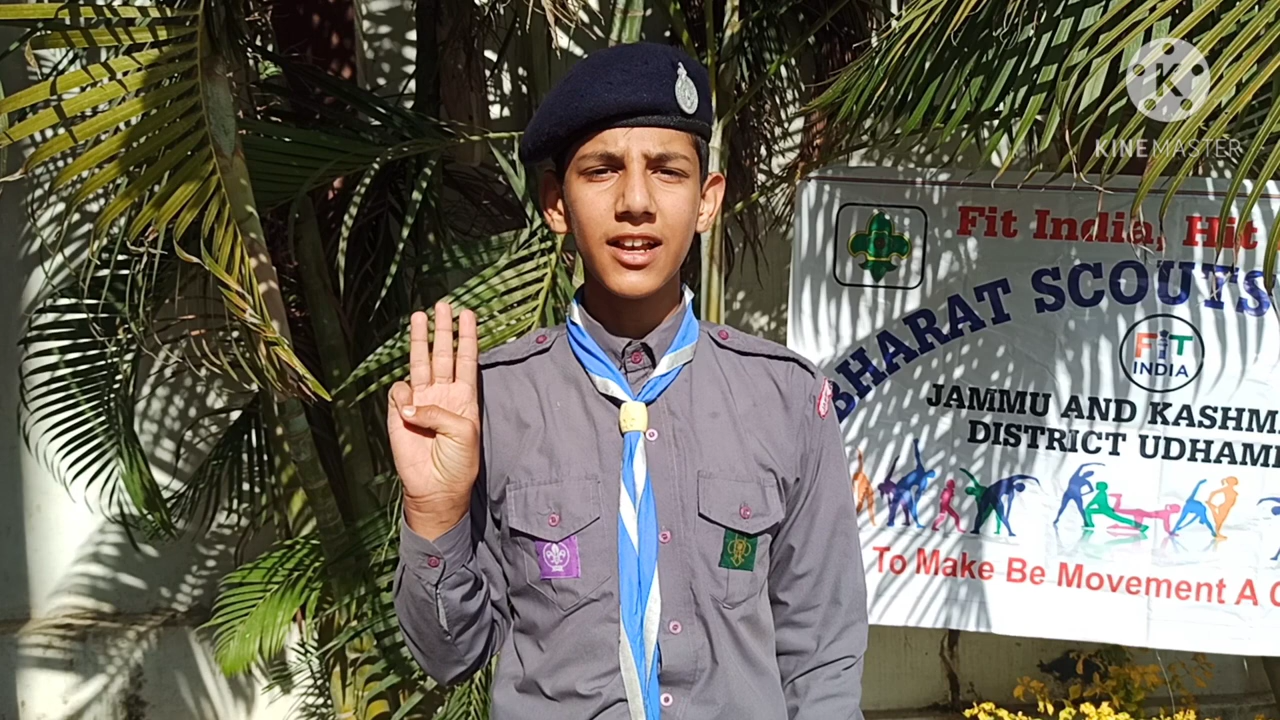 KINEMASTER
Fit India, Hit
BHARAT SCOUTS
FIT
INDIA
JAMMU AND KASHM
DISTRICT UDHAM
To Make Be Movement A